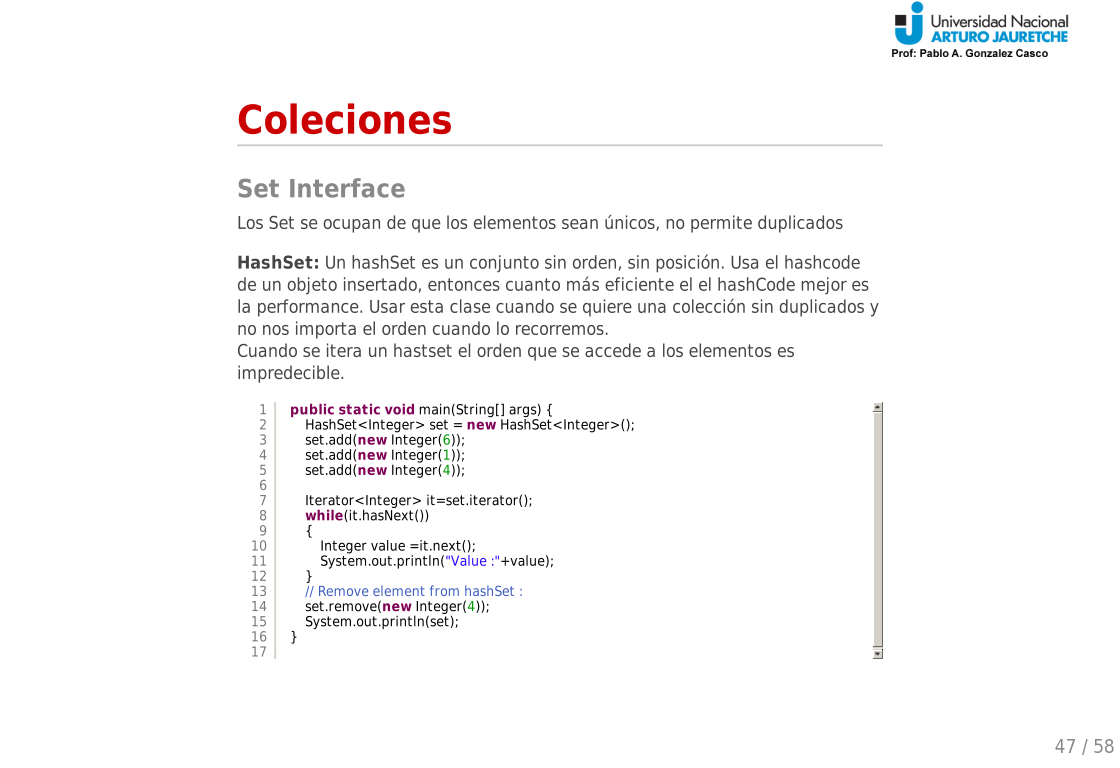 Universidad Nacional
ARTURO JAURETCHE
Prof: Pablo A. Gonzalez Casco
Coleciones
Set Interface
Los Set se ocupan de que los elementos sean únicos, no permite duplicados
HashSet: Un hashSet es un conjunto sin orden, sin posición. Usa el hashcode
de un objeto insertado, entonces cuanto más eficiente el el hashCode mejor es
la performance. Usar esta clase cuando se quiere una colección sin duplicados y
no nos importa el orden cuando lo recorremos.
Cuando se itera un hastset el orden que se accede a los elementos es
impredecible.
1 public static void main(String[] args) {
2     HashSet<Integer> set = new HashSet<Integer>();
3     set.add(new Integer(6));
4     set.add(new Integer(1));
5     set.add(new Integer(4));
6
7     Iterator<Integer> it=set.iterator();
8     while(it.hasNext())
9     {
10         Integer value =it.next();
11         System.out.println("Value :"+value);
12     }
13     // Remove element from hashSet :
14     set.remove(new Integer(4));
15     System.out.println(set);
16 }
17
47 / 58